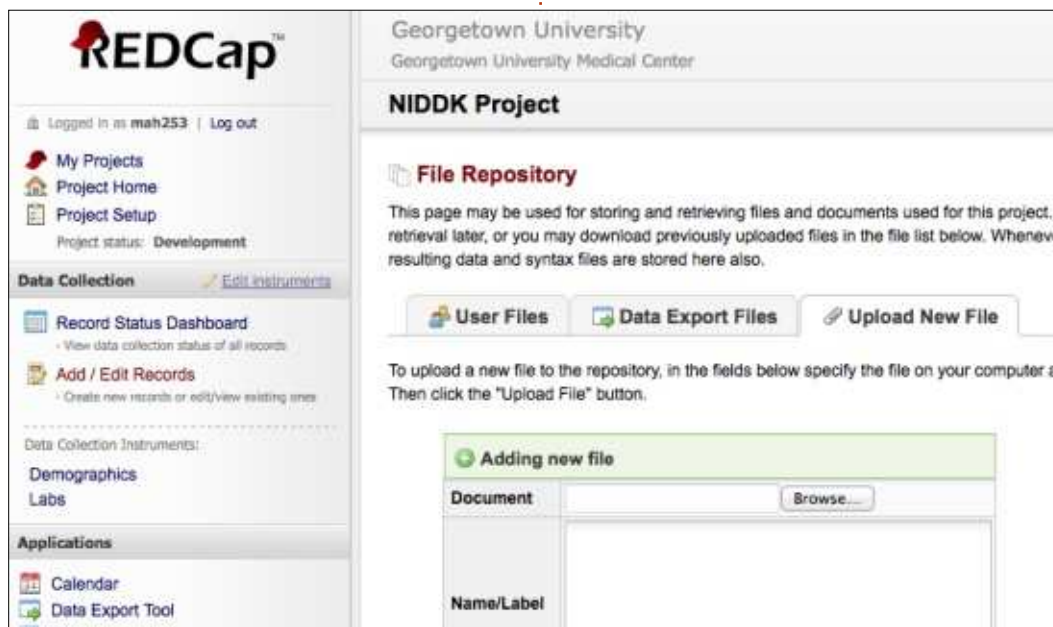 REDCap™
Logged in as mah253 | Log out
My Projects
Project Home
Project Setup
Project status: Development
Data Collection
Edit instruments
Record Status Dashboard
- View data collection status of all records
Add / Edit Records
- Create new records or edit/view existing ones
Data Collection Instruments:
Demographics
Labs
Applications
Calendar
Data Export Tool
Georgetown University
Georgetown University Medical Center
NIDDK Project
File Repository
This page may be used for storing and retrieving files and documents used for this project.
retrieval later, or you may download previously uploaded files in the file list below. Wheneve
resulting data and syntax files are stored here also.
User Files
Data Export Files
Upload New File
To upload a new file to the repository, in the fields below specify the file on your computer a
Then click the "Upload File" button.
Adding new file
Document
Browse...
Name/Label